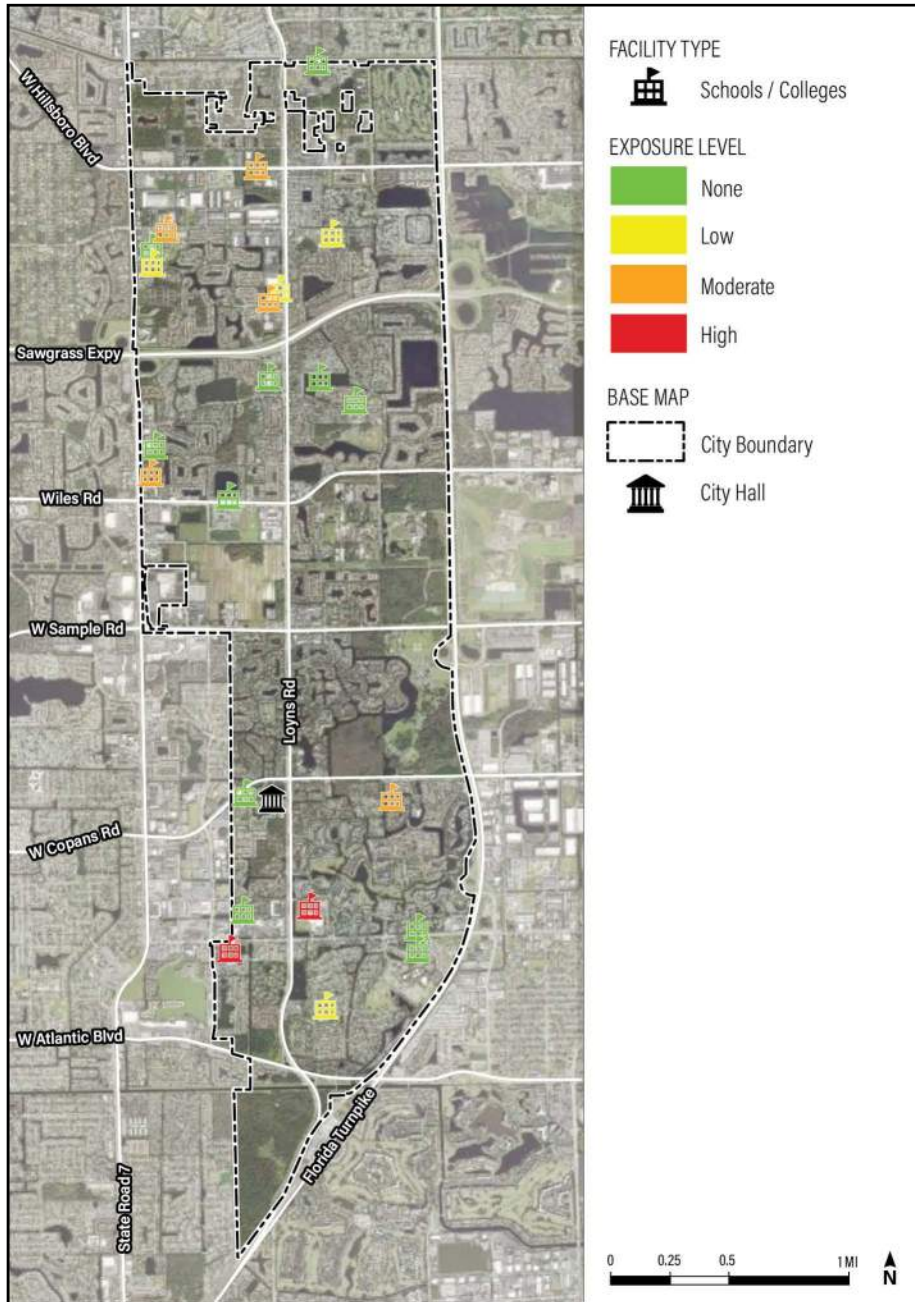 W Hillsboro Blvd
Sawgrass Expy
Wiles Rd
W Sample Rd
Loyns Rd
W Copans Rd
W Atlantic Blvd
Florida Turnpike
State Road 7
FACILITY TYPE
Schools / Colleges
EXPOSURE LEVEL
None
Low
Moderate
High
BASE MAP
City Boundary
City Hall
0 0.25 0.5 1 MI
N